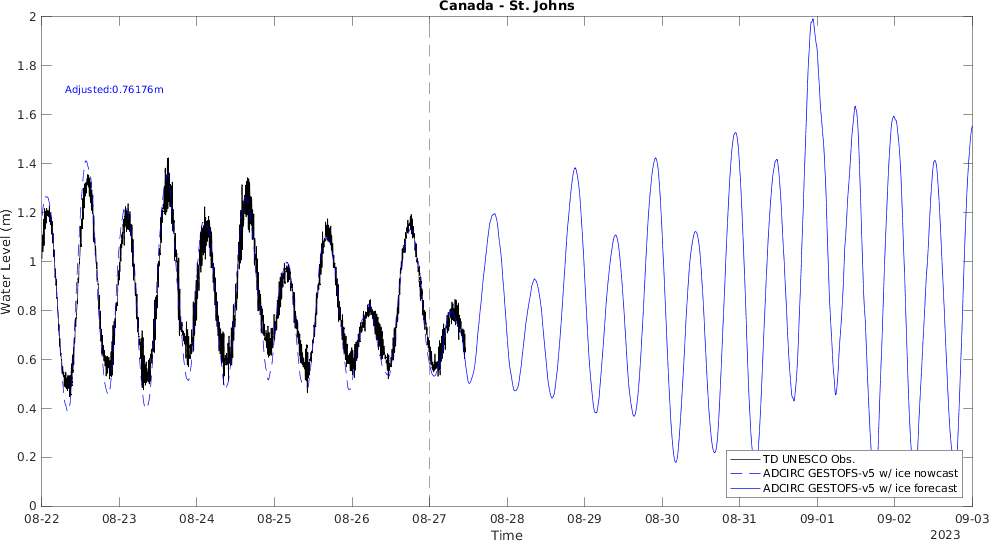 Canada - St. Johns
Adjusted:0.76176m
Water Level (m)
2
1.8
1.6
1.4
1.2
1
0.8
0.6
0.4
0.2
0
TD UNESCO Obs.
ADCIRC GESTOFS-v5 w/ ice nowcast
ADCIRC GESTOFS-v5 w/ ice forecast
08-22 08-23 08-24 08-25 08-26 08-27 08-28 08-29 08-30 08-31 09-01 09-02 09-03
Time
2023